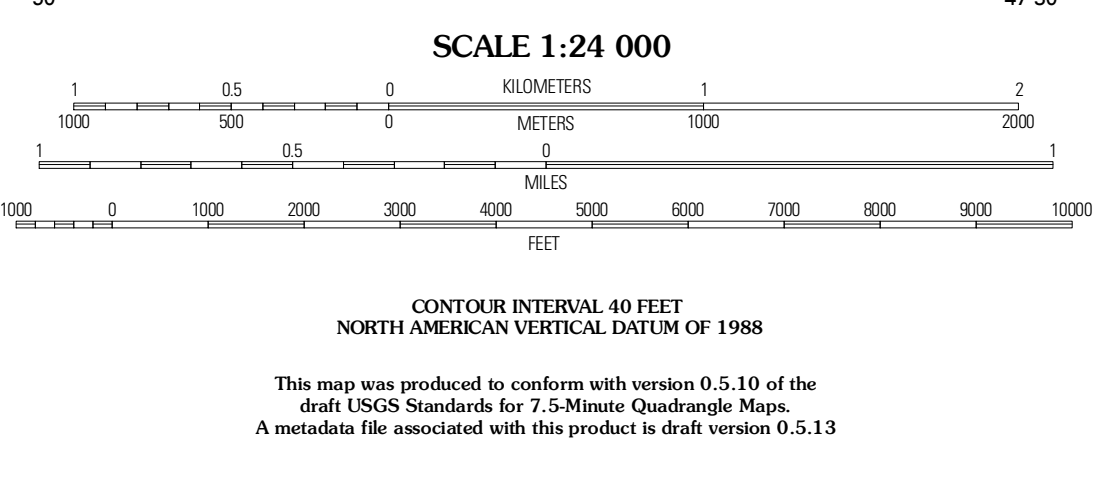 SCALE 1:24 000
1 0.5 0 KILOMETERS 1 2
1000 500 0 METERS 1000 2000
1 0.5 0 1
MILES
1000 0 1000 2000 3000 4000 5000 6000 7000 8000 9000 10000
FEET
CONTOUR INTERVAL 40 FEET
NORTH AMERICAN VERTICAL DATUM OF 1988
This map was produced to conform with version 0.5.10 of the
draft USGS Standards for 7.5-Minute Quadrangle Maps.
A metadata file associated with this product is draft version 0.5.13